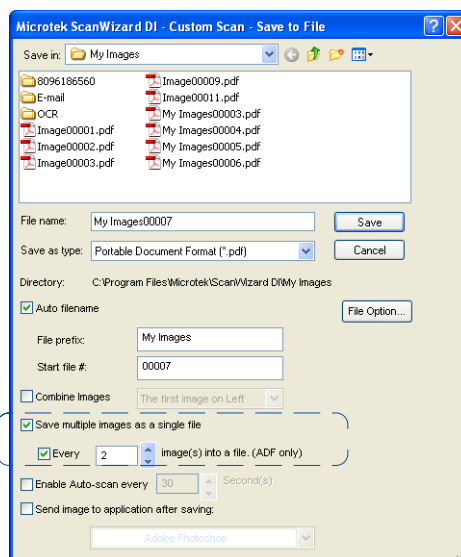 Microtek ScanWizard DI - Custom Scan - Save to File
Save in: My Images
8096186560
E-mail
OCR
Image00001.pdf
Image00002.pdf
Image00003.pdf
Image00009.pdf
Image00011.pdf
My Images00003.pdf
My Images00004.pdf
My Images00005.pdf
My Images00006.pdf
File name: My Images00007 Save
Save as type: Portable Document Format (*.pdf) Cancel
Directory: C:\Program Files\Microtek\ScanWizard DI\My Images
Auto filename File Option...
File prefix: My Images
Start file #: 00007
Combine Images The first image on Left
Save multiple images as a single file
Every 2 image(s) into a file. (ADF only)
Enable Auto-scan every 30 Second(s)
Send image to application after saving:
Adobe Photoshop